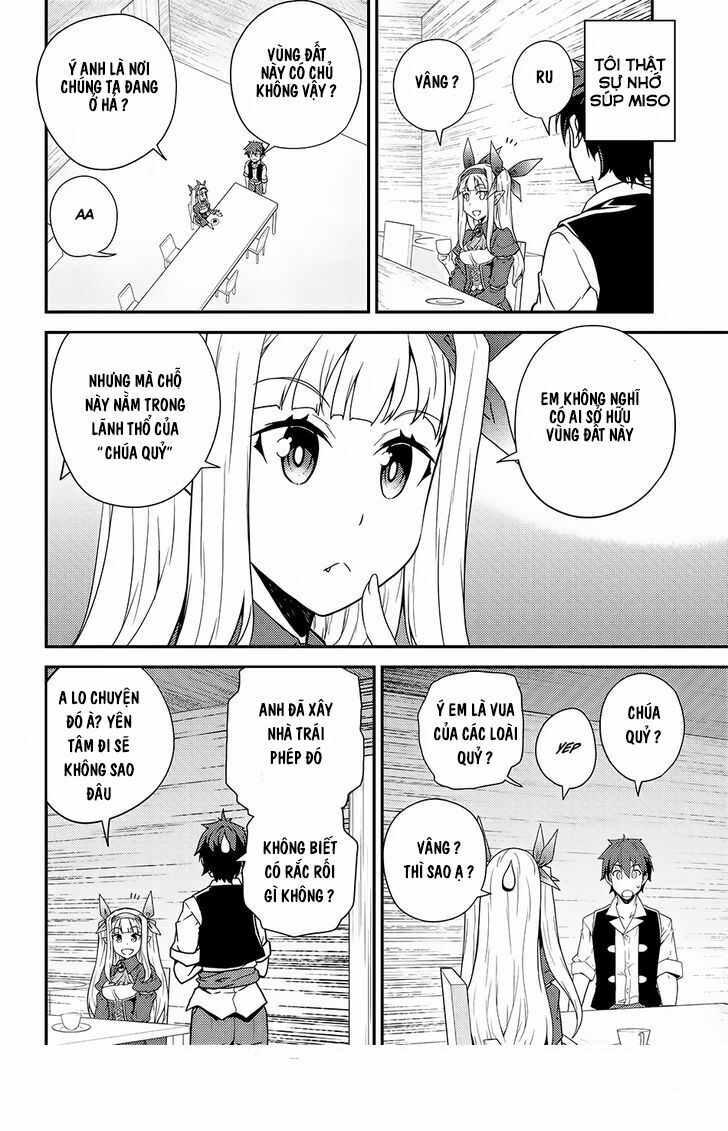 TÔI THẬT
SỰ NHỚ
SÚP MISO
RU
VÂNG ?
VÙNG ĐẤT
NÀY CÓ CHỦ
KHÔNG VẬY ?
Ý ANH LÀ NƠI
CHÚNG TA ĐANG
Ở HẢ ?
AA
EM KHÔNG NGHĨ
CÓ AI SỞ HỮU
VÙNG ĐẤT NÀY
NHƯNG MÀ CHỖ
NÀY NẰM TRONG
LÃNH THỔ CỦA
"CHÚA QUỶ"
CHÚA
QUỶ ?
YEP
Ý EM LÀ VUA
CỦA CÁC LOÀI
QUỶ ?
VÂNG ?
THÌ SAO Ạ ?
ANH ĐÃ XÂY
NHÀ TRÁI
PHÉP ĐÓ
KHÔNG BIẾT
CÓ RẮC RỐI
GÌ KHÔNG ?
A LO CHUYỆN
ĐÓ À? YÊN
TÂM ĐI SẼ
KHÔNG SAO
ĐÂU